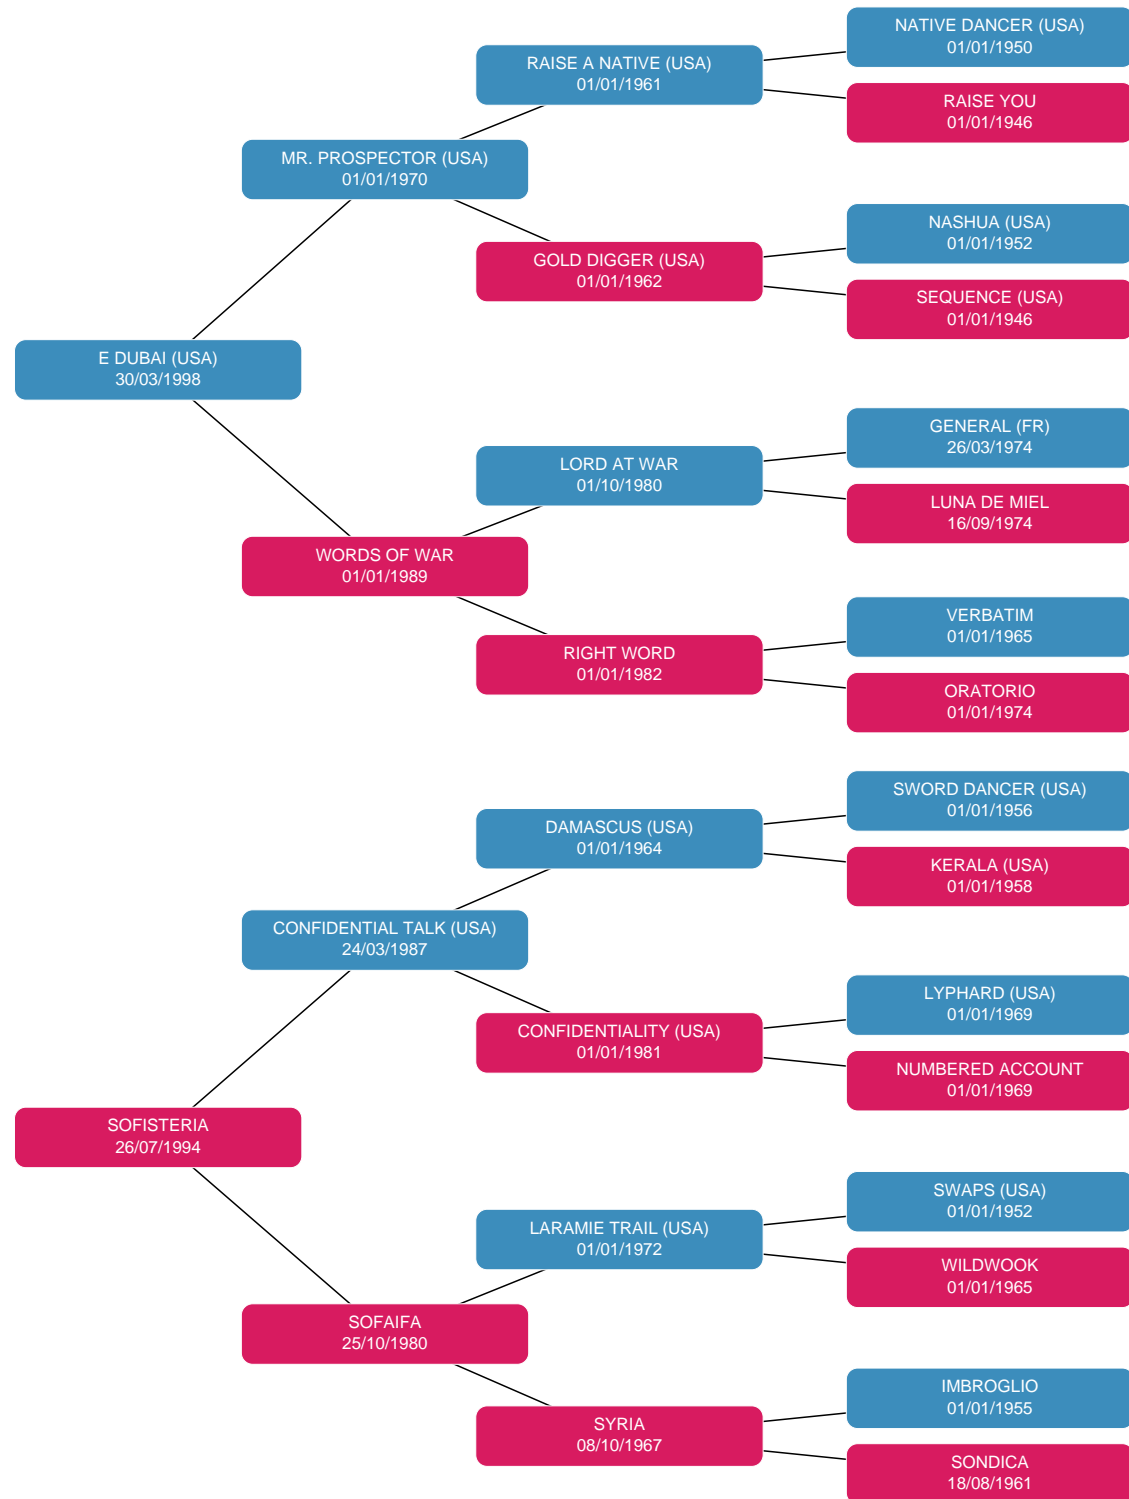 NATIVE DANCER (USA)
01/01/1950
RAISE A NATIVE (USA)
01/01/1961
RAISE YOU
01/01/1946
MR. PROSPECTOR (USA)
01/01/1970
NASHUA (USA)
01/01/1952
GOLD DIGGER (USA)
01/01/1962
SEQUENCE (USA)
01/01/1946
E DUBAI (USA)
30/03/1998
GENERAL (FR)
26/03/1974
LORD AT WAR
01/10/1980
LUNA DE MIEL
16/09/1974
WORDS OF WAR
01/01/1989
VERBATIM
01/01/1965
RIGHT WORD
01/01/1982
ORATORIO
01/01/1974
SWORD DANCER (USA)
01/01/1956
DAMASCUS (USA)
01/01/1964
KERALA (USA)
01/01/1958
CONFIDENTIAL TALK (USA)
24/03/1987
LYPHARD (USA)
01/01/1969
CONFIDENTIALITY (USA)
01/01/1981
NUMBERED ACCOUNT
01/01/1969
SOFISTERIA
26/07/1994
SWAPS (USA)
01/01/1952
LARAMIE TRAIL (USA)
01/01/1972
WILDWOOK
01/01/1965
SOFAIFA
25/10/1980
IMBROGLIO
01/01/1955
SYRIA
08/10/1967
SONDICA
18/08/1961